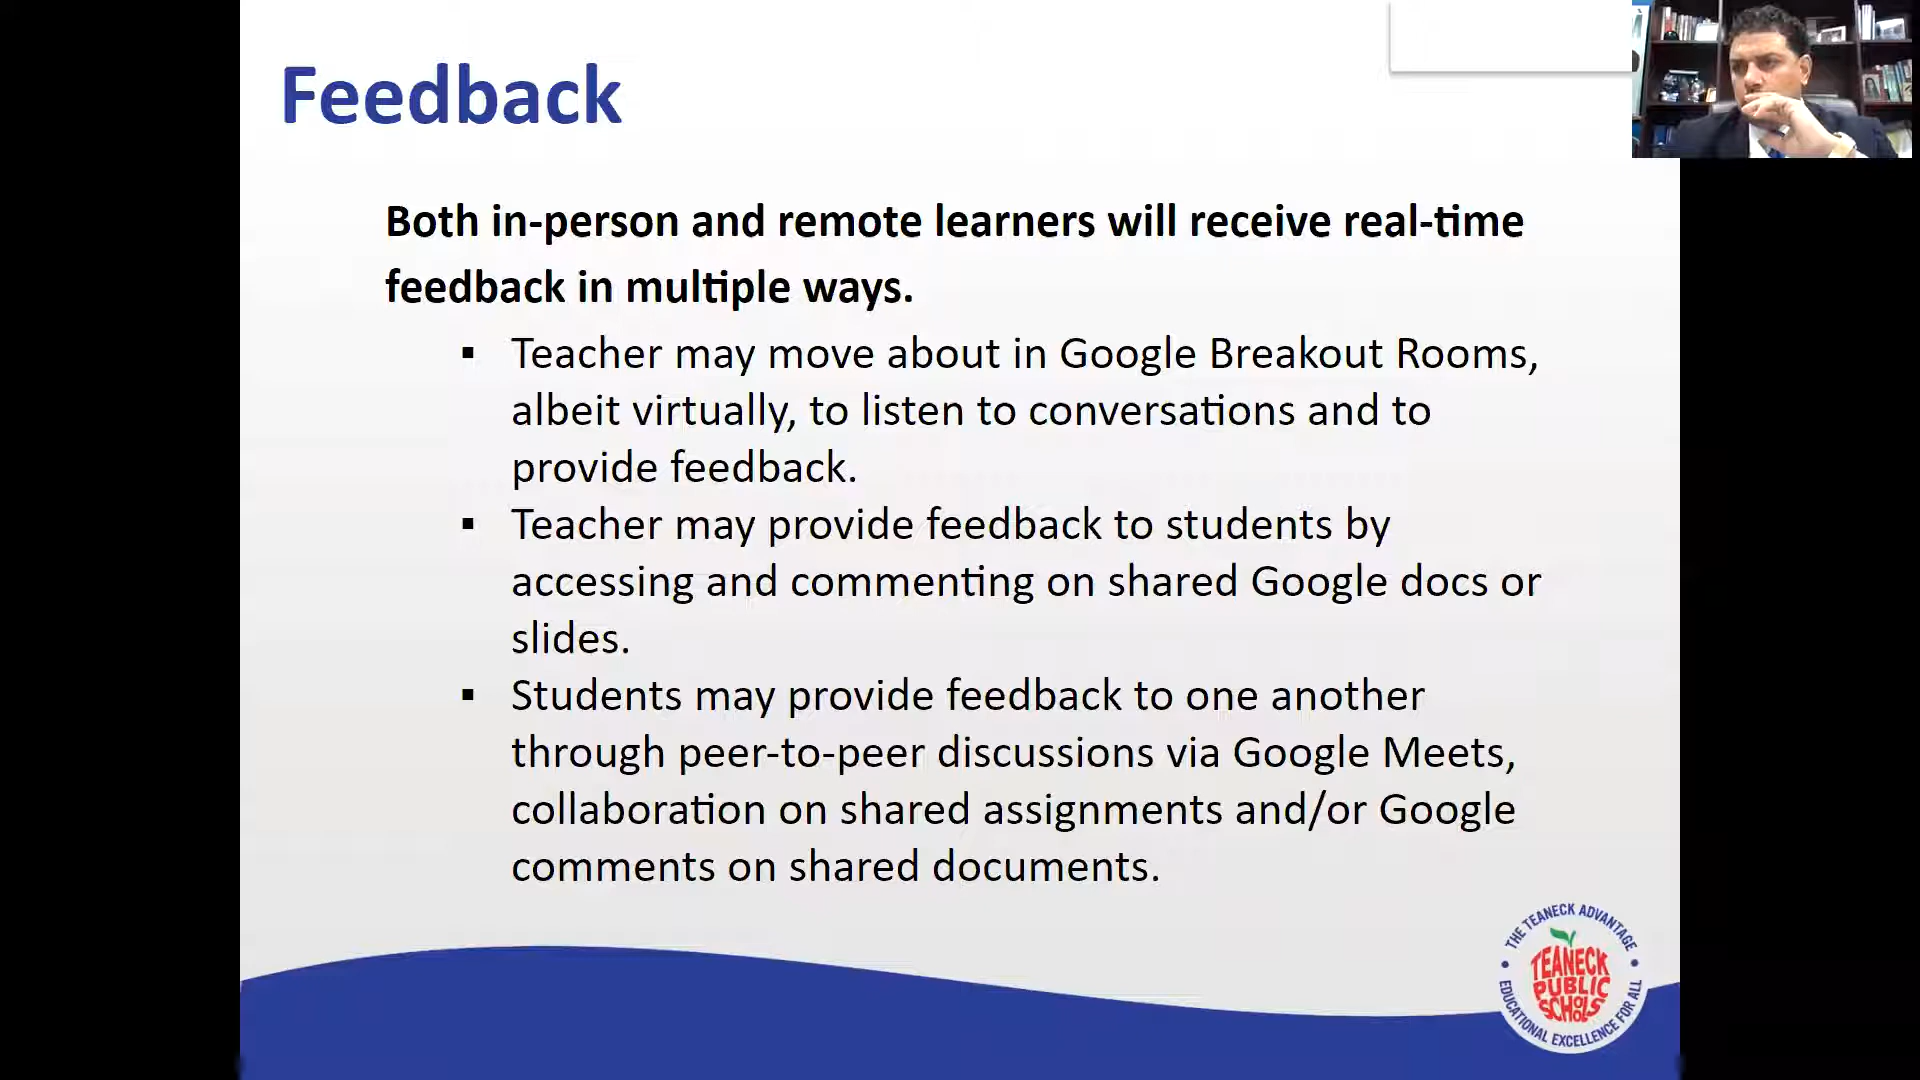 Feedback
Both in-person and remote learners will receive real-time
feedback in multiple ways.
▪ Teacher may move about in Google Breakout Rooms,
albeit virtually, to listen to conversations and to
provide feedback.
▪ Teacher may provide feedback to students by
accessing and commenting on shared Google docs or
slides.
▪ Students may provide feedback to one another
through peer-to-peer discussions via Google Meets,
collaboration on shared assignments and/or Google
comments on shared documents.
THE TEANECK ADVANTAGE
TEANECK
PUBLIC
SCHOOLS
EDUCATIONAL EXCELLENCE FOR ALL